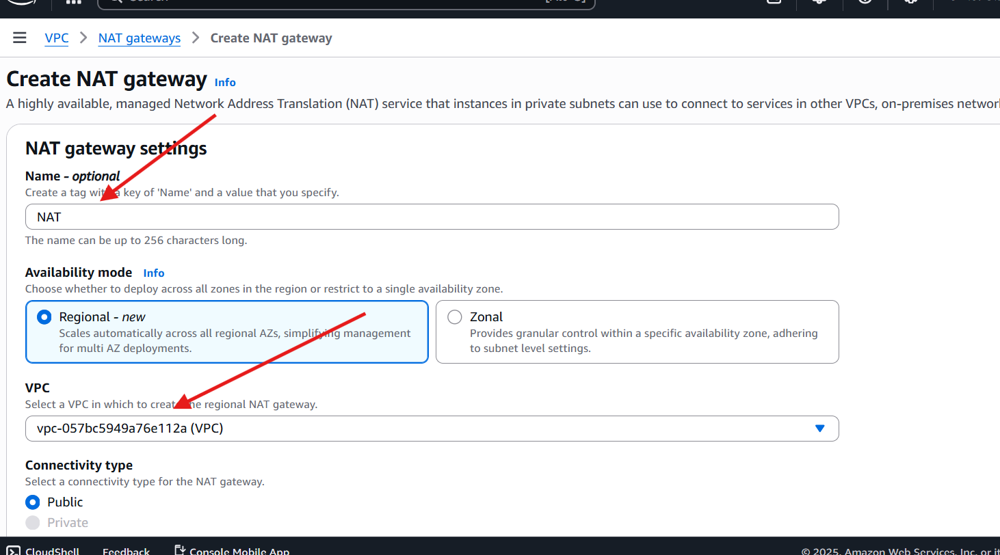 VPC > NAT gateways > Create NAT gateway
Create NAT gateway Info
A highly available, managed Network Address Translation (NAT) service that instances in private subnets can use to connect to services in other VPCs, on-premises
NAT gateway settings
Name - optional
Create a tag with a key of 'Name' and a value that you specify.
NAT
The name can be up to 256 characters long.
Availability mode Info
Choose whether to deploy across all zones in the region or restrict to a single availability zone.
Regional - new
Scales automatically across all regional AZs, simplifying management
for multi AZ deployments.
Zonal
Provides granular control within a specific availability zone, adhering
to subnet level settings.
VPC
Select a VPC in which to create the regional NAT gateway.
vpc-057bc5949a76e112a (VPC)
Connectivity type
Select a connectivity type for the NAT gateway.
Public
Private
CloudShell Feedback Console Mobile App © 2025, Amazon Web Services, Inc. or